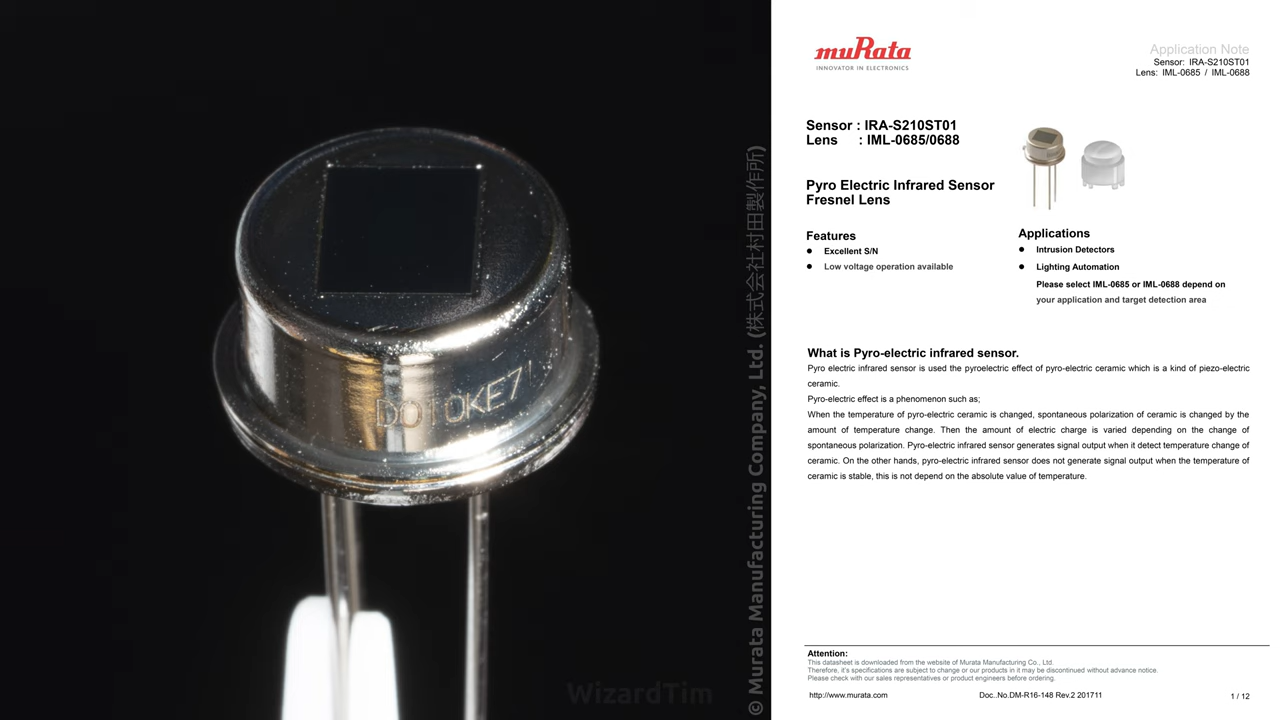 DO10KE7
© Murata Manufacturing Company, Ltd. (株式会社村田製作所)
WizardTim
muRata
INNOVATOR IN ELECTRONICS
Application Note
Sensor: IRA-S210ST01
Lens: IML-0685 / IML-0688
Sensor : IRA-S210ST01
Lens : IML-0685/0688
Pyro Electric Infrared Sensor
Fresnel Lens
Features
● Excellent S/N
● Low voltage operation available
Applications
● Intrusion Detectors
● Lighting Automation
Please select IML-0685 or IML-0688 depend on
your application and target detection area
What is Pyro-electric infrared sensor.
Pyro electric infrared sensor is used the pyroelectric effect of pyro-electric ceramic which is a kind of piezo-electric
ceramic.
Pyro-electric effect is a phenomenon such as;
When the temperature of pyro-electric ceramic is changed, spontaneous polarization of ceramic is changed by the
amount of temperature change. Then the amount of electric charge is varied depending on the change of
spontaneous polarization. Pyro-electric infrared sensor generates signal output when it detect temperature change of
ceramic. On the other hands, pyro-electric infrared sensor does not generate signal output when the temperature of
ceramic is stable, this is not depend on the absolute value of temperature.
Attention:
This datasheet is downloaded from the website of Murata Manufacturing Co., Ltd.
Therefore, it's specifications are subject to change or our products in it may be discontinued without advance notice.
Please check with our sales representatives or product engineers before ordering.
http://www.murata.com
Doc..No.DM-R16-148 Rev.2 201711
1 / 12